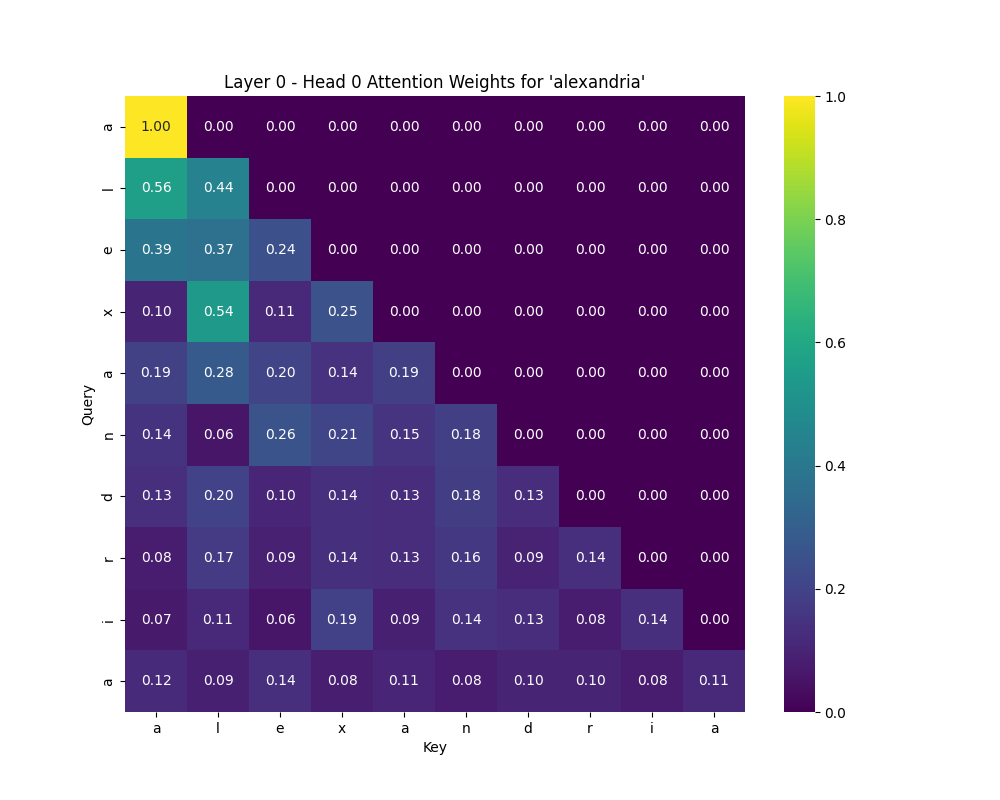 Layer 0 - Head 0 Attention Weights for 'alexandria'
a 1.00 0.00 0.00 0.00 0.00 0.00 0.00 0.00 0.00 0.00
l 0.56 0.44 0.00 0.00 0.00 0.00 0.00 0.00 0.00 0.00
e 0.39 0.37 0.24 0.00 0.00 0.00 0.00 0.00 0.00 0.00
x 0.10 0.54 0.11 0.25 0.00 0.00 0.00 0.00 0.00 0.00
a 0.19 0.28 0.20 0.14 0.19 0.00 0.00 0.00 0.00 0.00
n 0.14 0.06 0.26 0.21 0.15 0.18 0.00 0.00 0.00 0.00
d 0.13 0.20 0.10 0.14 0.13 0.18 0.13 0.00 0.00 0.00
r 0.08 0.17 0.09 0.14 0.13 0.16 0.09 0.14 0.00 0.00
i 0.07 0.11 0.06 0.19 0.09 0.14 0.13 0.08 0.14 0.00
a 0.12 0.09 0.14 0.08 0.11 0.08 0.10 0.10 0.08 0.11
a l e x a n d r i a
Key
Query
1.0
0.8
0.6
0.4
0.2
0.0